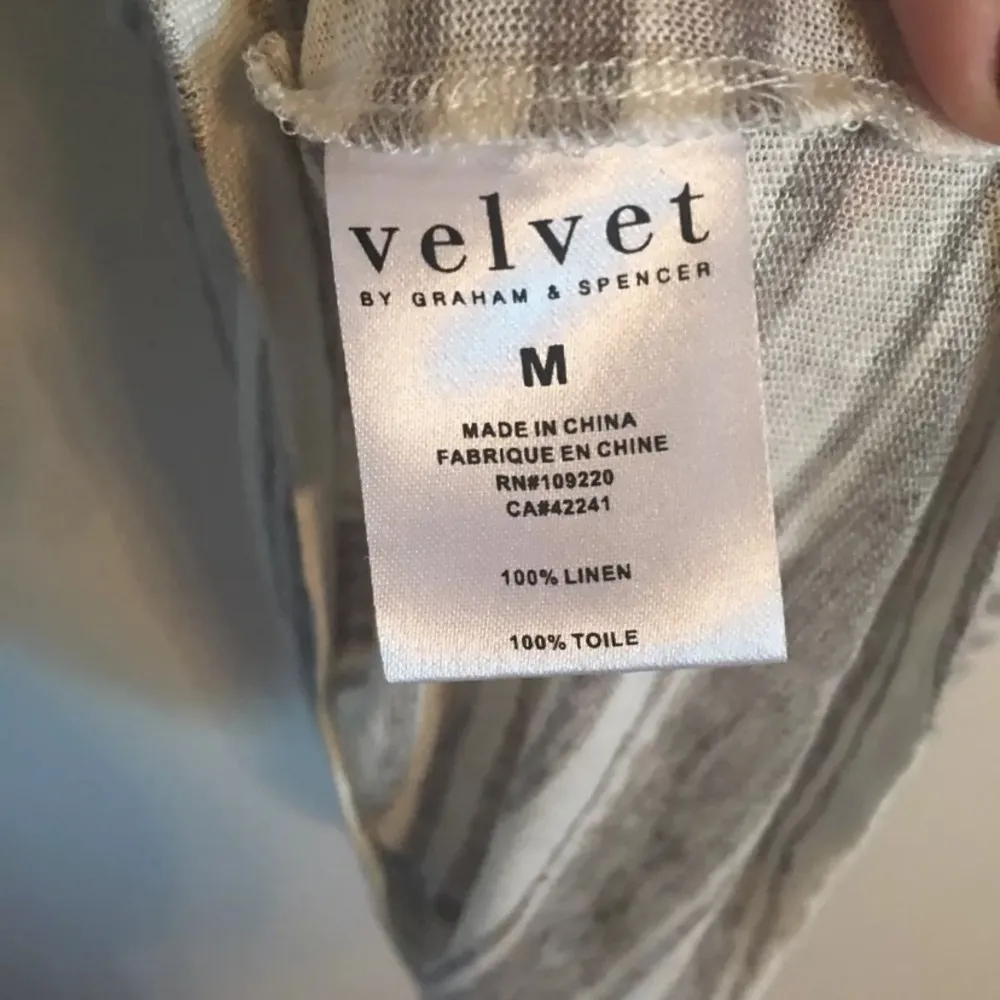 velvet
BY GRAHAM & SPENCER
M
MADE IN CHINA
FABRIQUE EN CHINE
RN#109220
CA#42241
100% LINEN
100% TOILE